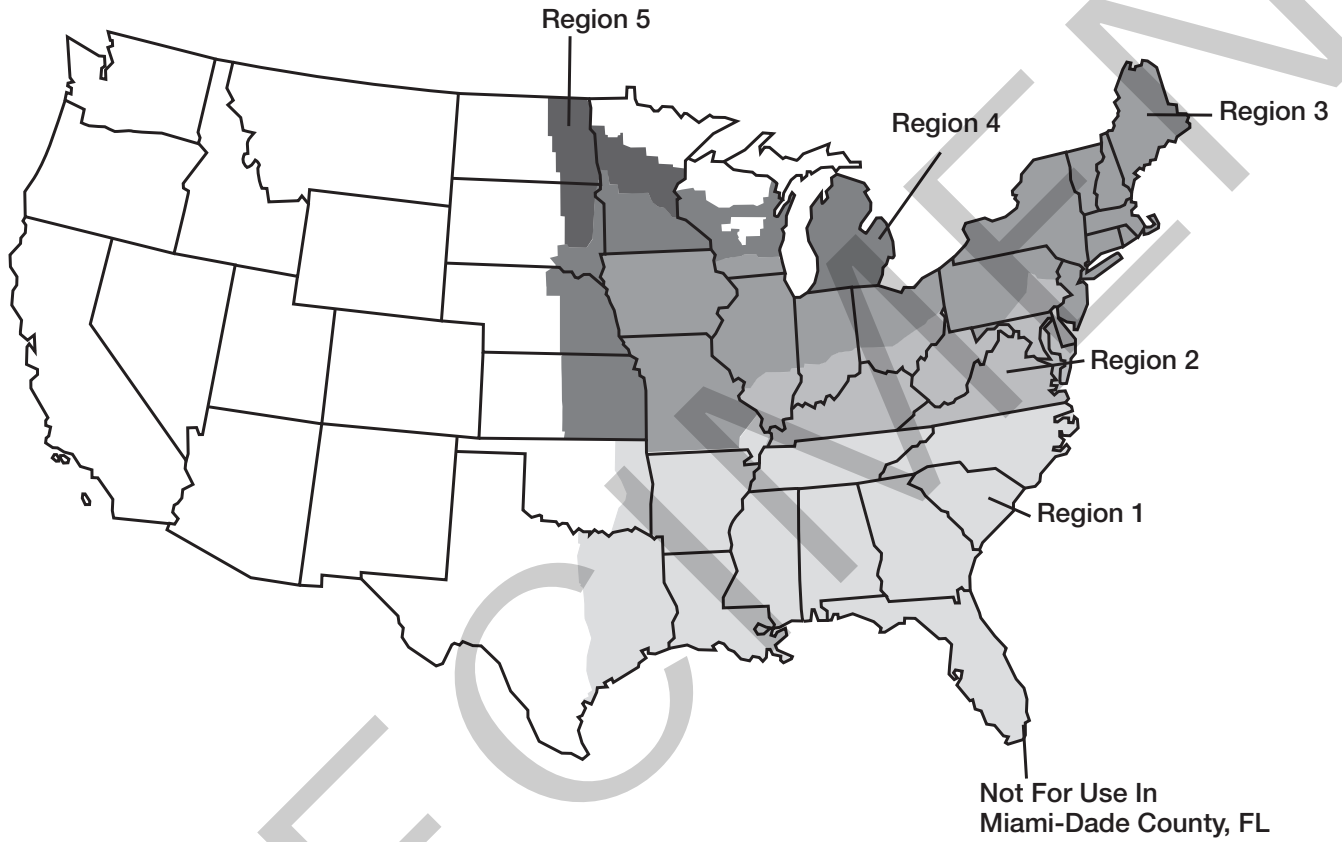 Region 5
Region 4
Region 3
Region 2
Region 1
Not For Use In
Miami-Dade County, FL